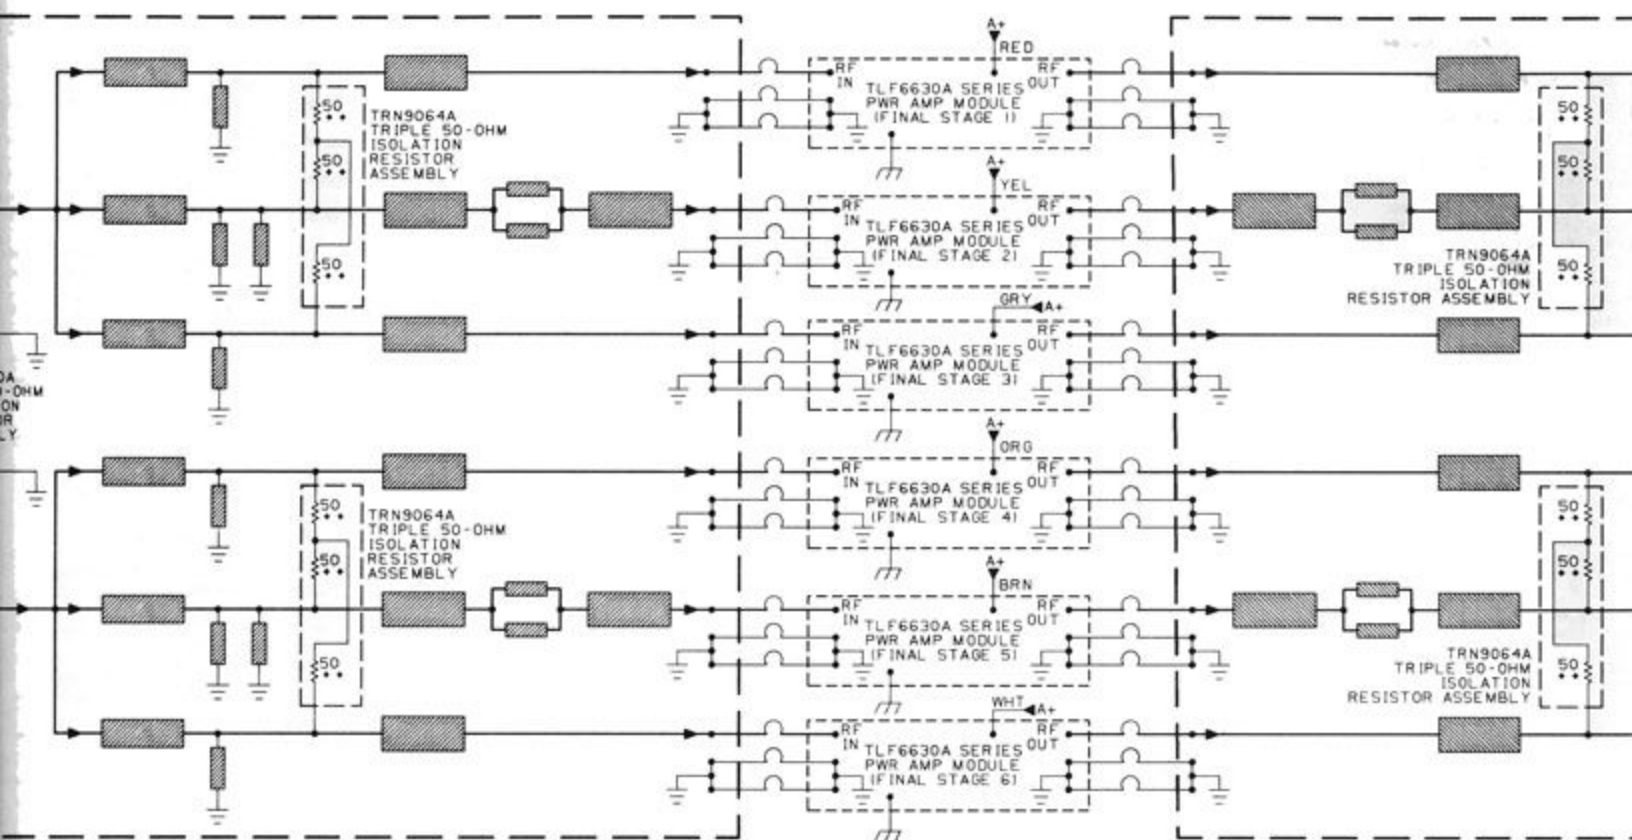 A+
RED
RF
IN
TLF6630A SERIES
PWR AMP MODULE
(FINAL STAGE 1)
RF
OUT
50
50
50
TRN9064A
TRIPLE 50-OHM
ISOLATION
RESISTOR
ASSEMBLY
50
50
50
TRN9064A
TRIPLE 50-OHM
ISOLATION
RESISTOR ASSEMBLY
A+
YEL
RF
IN
TLF6630A SERIES
PWR AMP MODULE
(FINAL STAGE 2)
RF
OUT
GRY
A+
RF
IN
TLF6630A SERIES
PWR AMP MODULE
(FINAL STAGE 3)
RF
OUT
0A
-OHM
ON
OR
LY
A+
ORG
RF
IN
TLF6630A SERIES
PWR AMP MODULE
(FINAL STAGE 4)
RF
OUT
50
50
50
TRN9064A
TRIPLE 50-OHM
ISOLATION
RESISTOR
ASSEMBLY
50
50
50
TRN9064A
TRIPLE 50-OHM
ISOLATION
RESISTOR ASSEMBLY
A+
BRN
RF
IN
TLF6630A SERIES
PWR AMP MODULE
(FINAL STAGE 5)
RF
OUT
WHT
A+
RF
IN
TLF6630A SERIES
PWR AMP MODULE
(FINAL STAGE 6)
RF
OUT